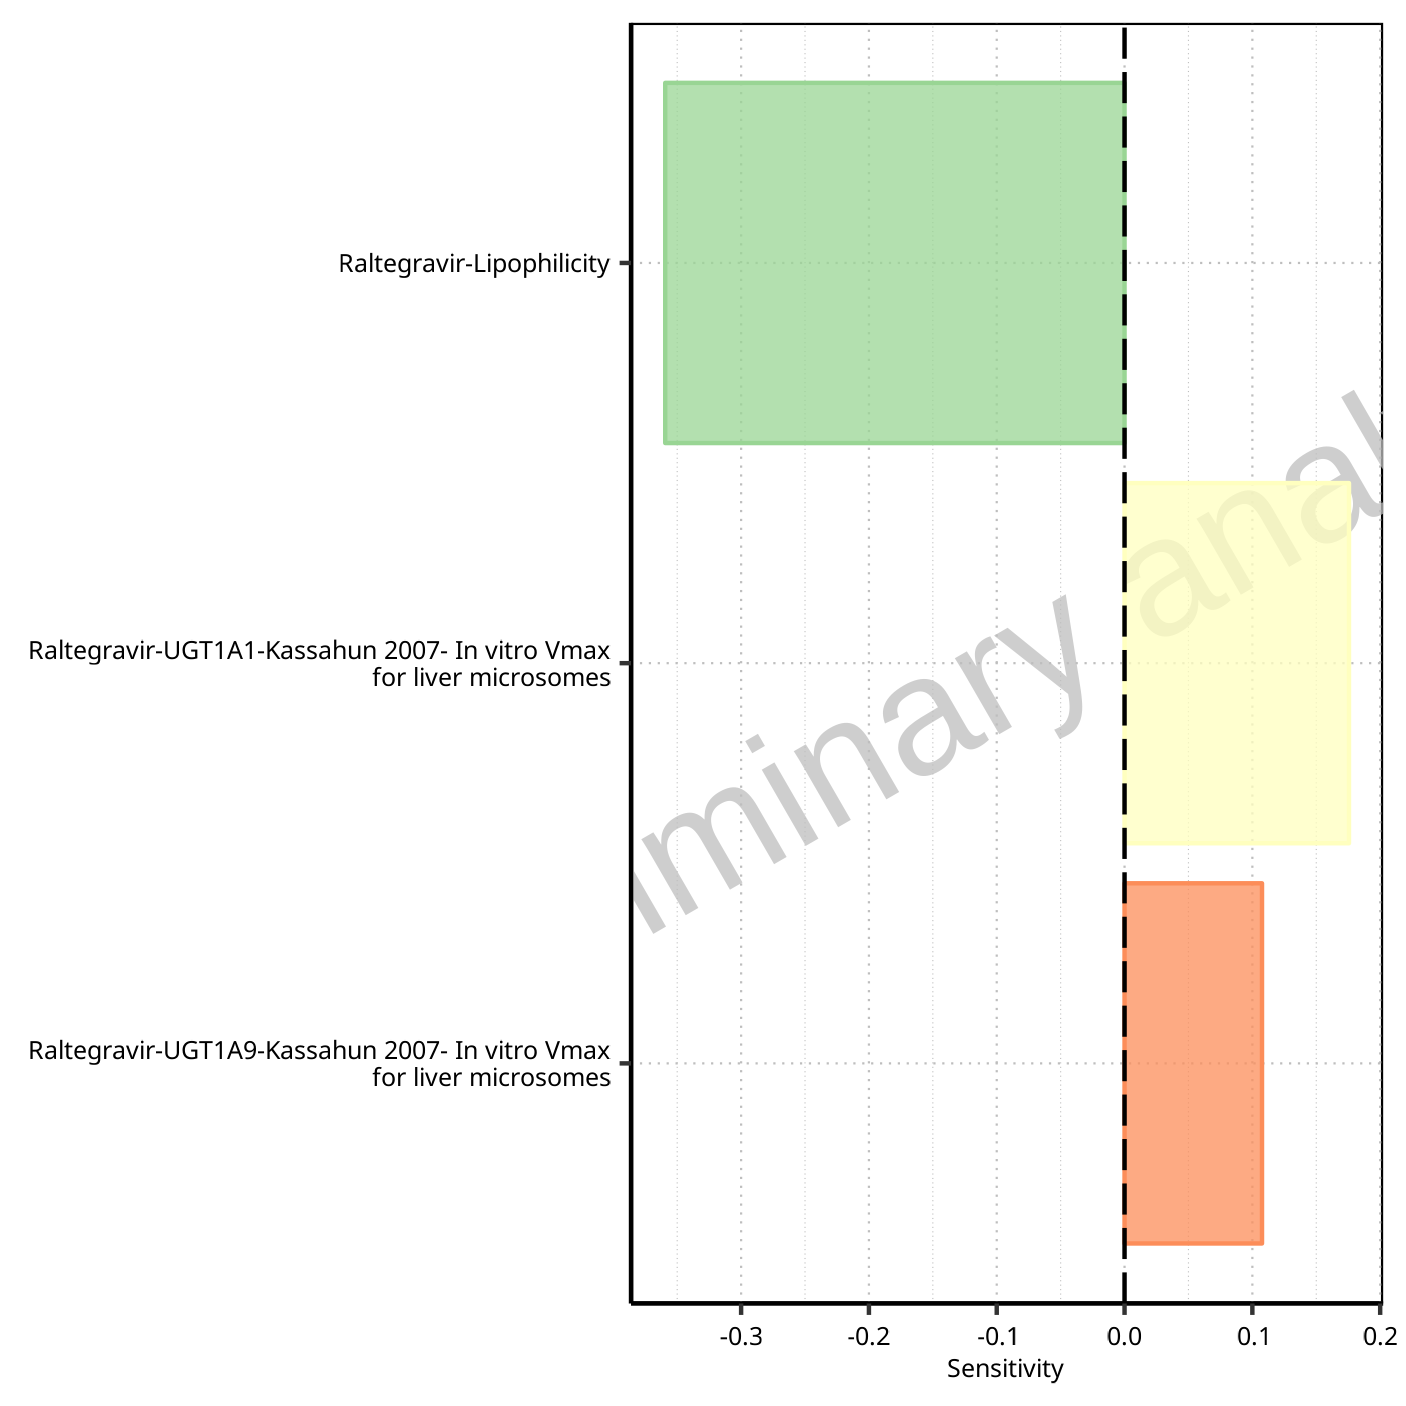 Raltegravir-Lipophilicity
Raltegravir-UGT1A1-Kassahun 2007- In vitro Vmax
for liver microsomes
Raltegravir-UGT1A9-Kassahun 2007- In vitro Vmax
for liver microsomes
minary anal
-0.3 -0.2 -0.1 0.0 0.1 0.2
Sensitivity